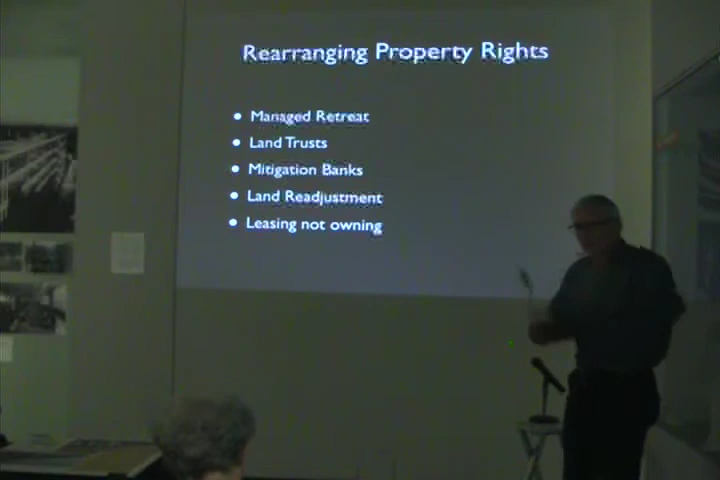 Rearranging Property Rights
• Managed Retreat
• Land Trusts
• Mitigation Banks
• Land Readjustment
• Leasing not owning